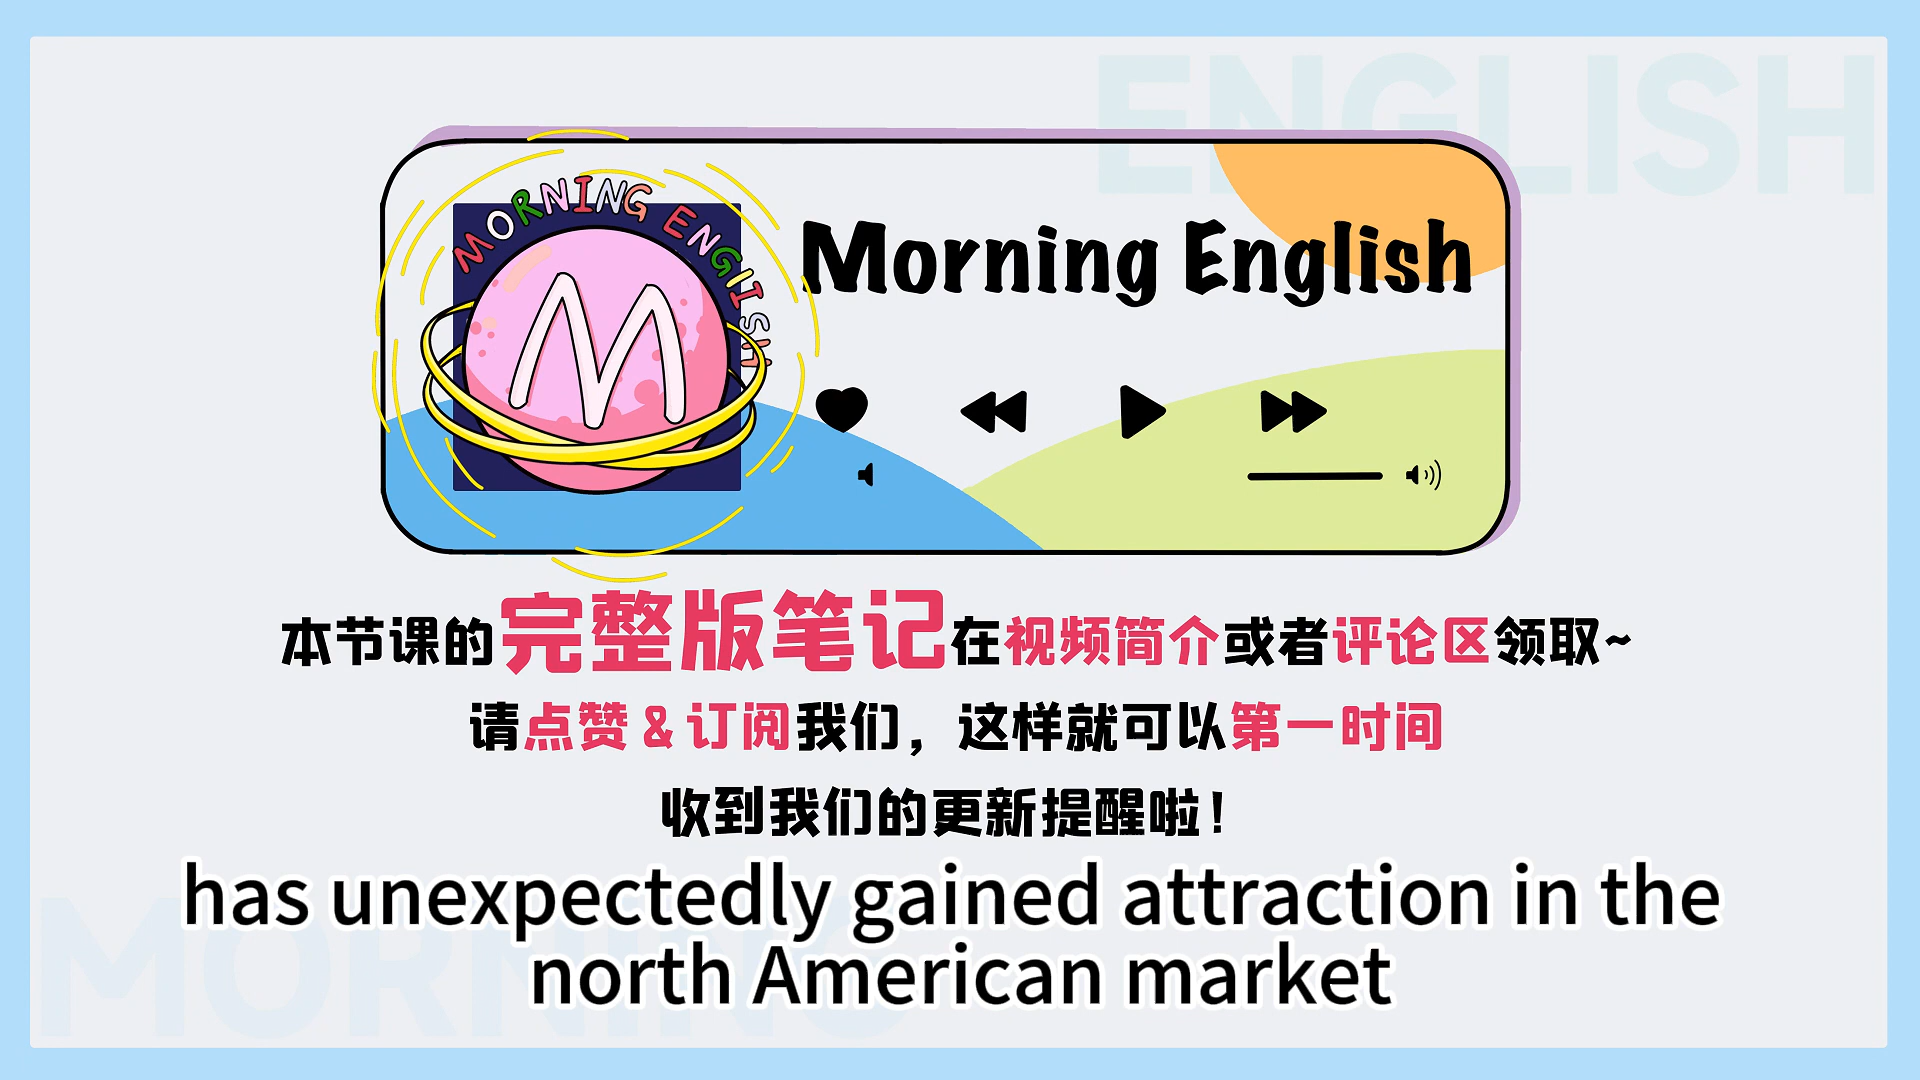 ENGLISH
MORNING ENGLISH
M
Morning English
本节课的完整版笔记在视频简介或者评论区领取~
请点赞&订阅我们，这样就可以第一时间
收到我们的更新提醒啦！
MORNING
has unexpectedly gained attraction in the
north American market